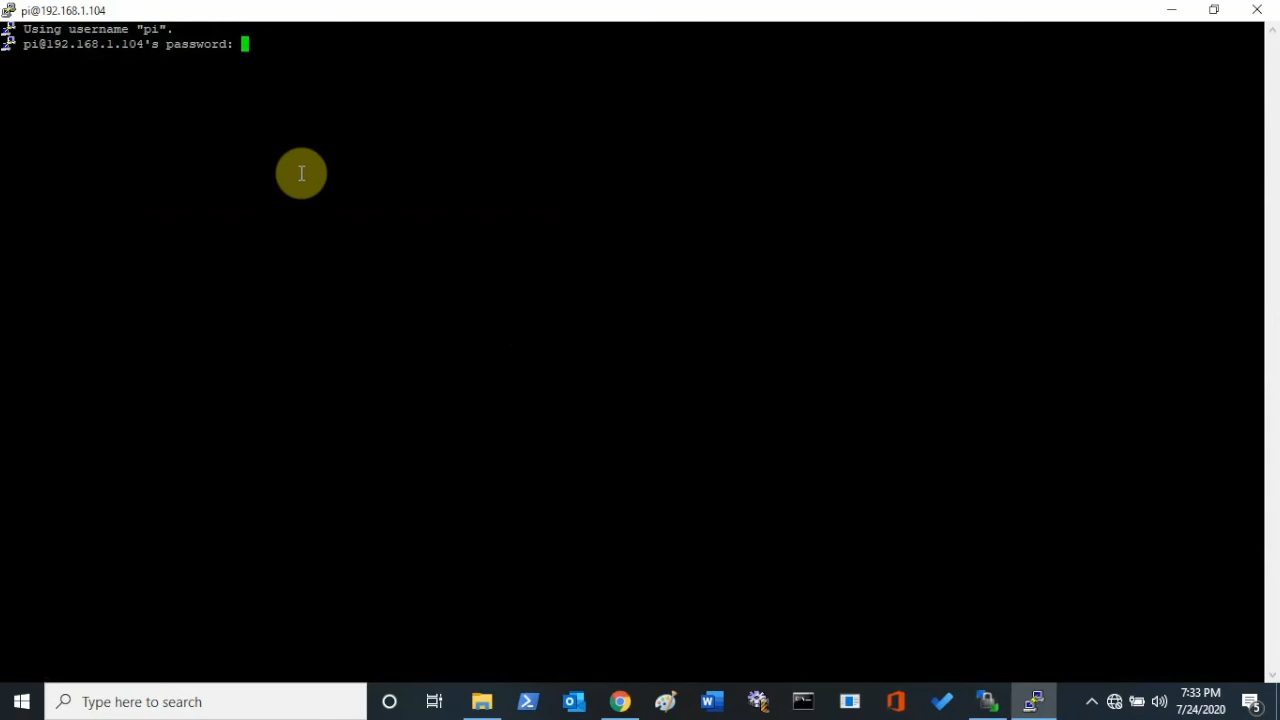 pi@192.168.1.104
Using username "pi".
pi@192.168.1.104's password:
Type here to search
7:33 PM
7/24/2020
5